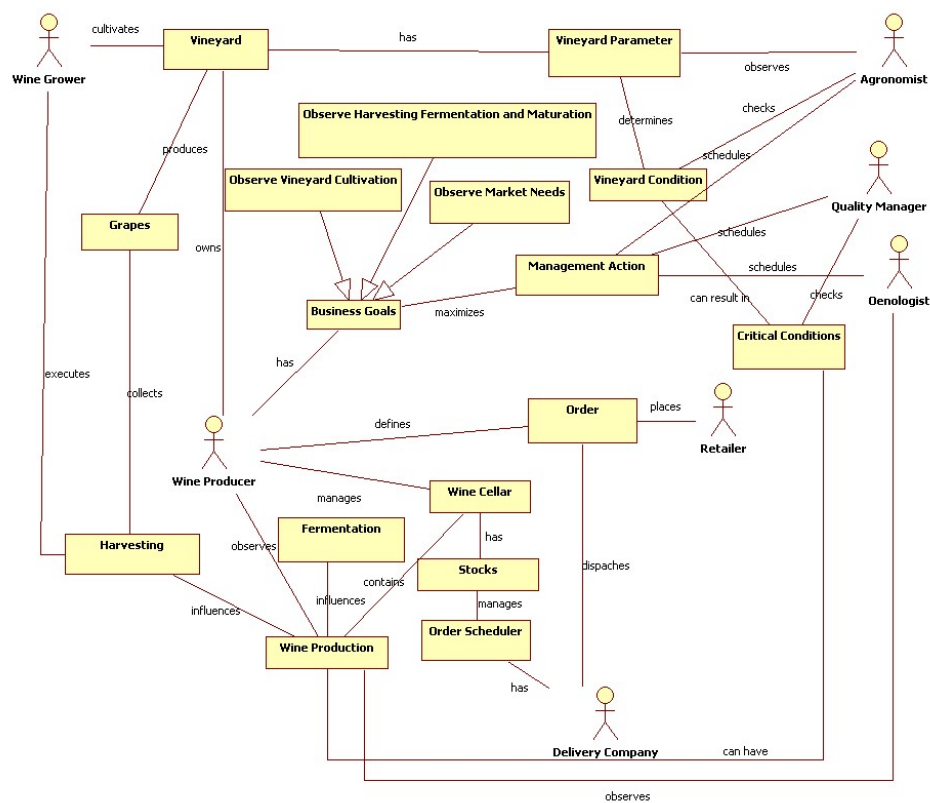 cultivates
Vineyard
has
Vineyard Parameter
observes
Wine Grower
Agronomist
Observe Harvesting Fermentation and Maturation
checks
determines
produces
schedules
Observe Vineyard Cultivation
Observe Market Needs
Vineyard Condition
Quality Manager
Grapes
schedules
owns
Management Action
schedules
Oenologist
can result in
checks
Business Goals
maximizes
Critical Conditions
has
executes
collects
Order
places
defines
Retailer
Wine Producer
Wine Cellar
manages
Fermentation
has
Harvesting
observes
Stocks
dispaches
contains
influences
influences
manages
Order Scheduler
Wine Production
has
Delivery Company
can have
observes